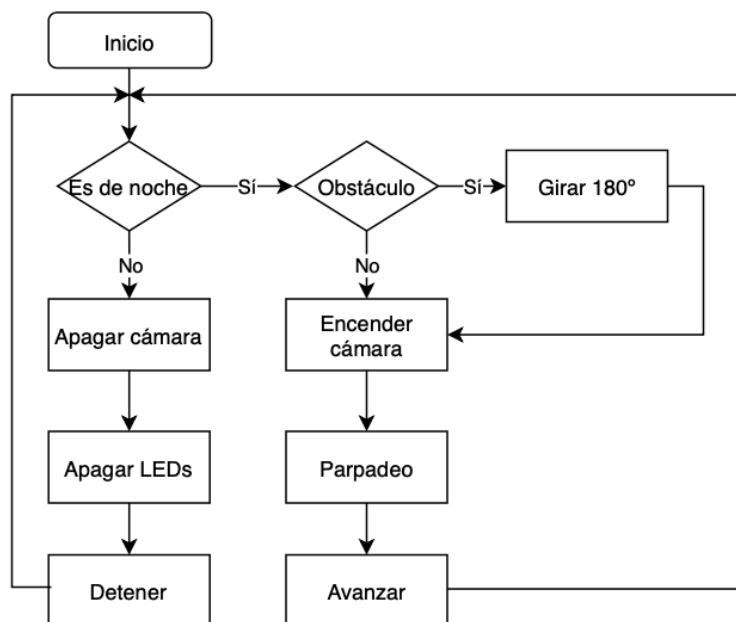 Inicio
Es de noche
Sí
Obstáculo
Sí
Girar 180º
No
No
Apagar cámara
Encender
cámara
Apagar LEDs
Parpadeo
Detener
Avanzar